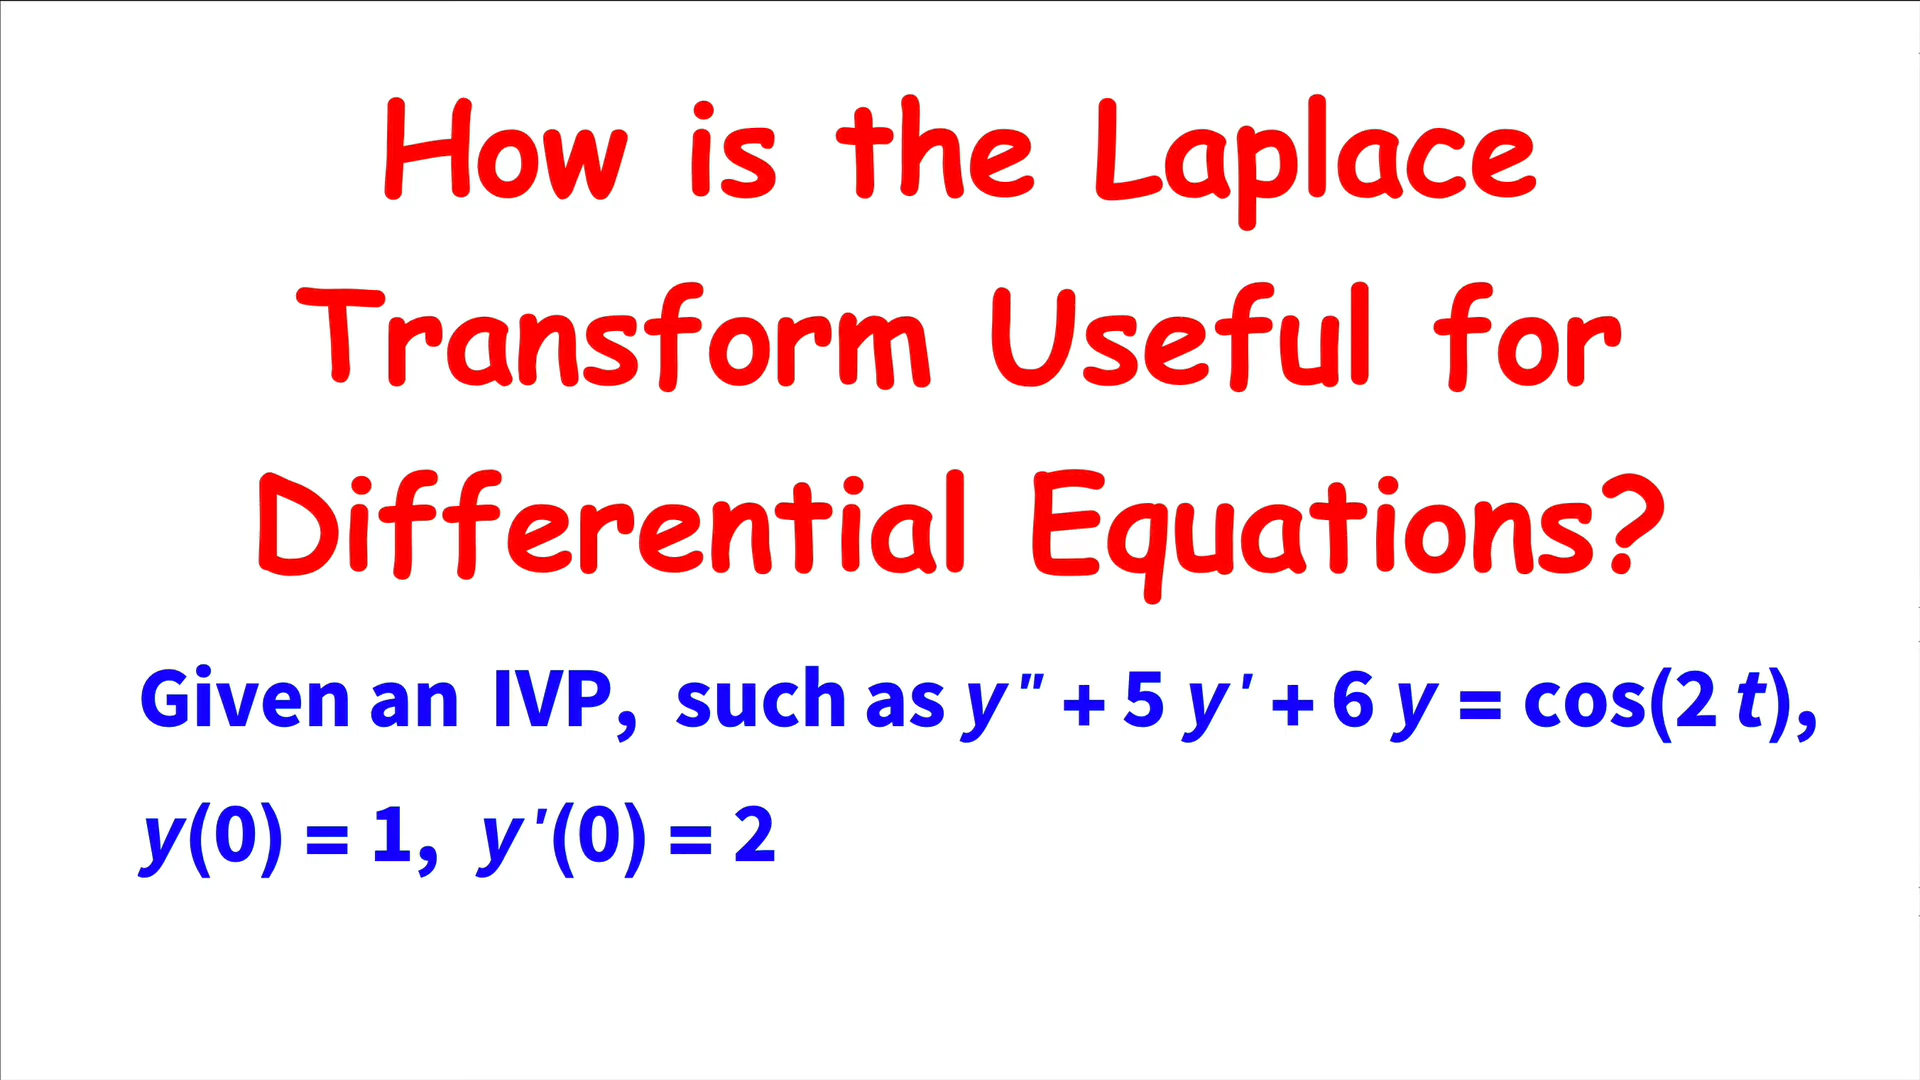 How is the Laplace
Transform Useful for
Differential Equations?
Given an IVP, such as y″ + 5 y′ + 6 y = cos(2 t),
y(0) = 1, y′(0) = 2